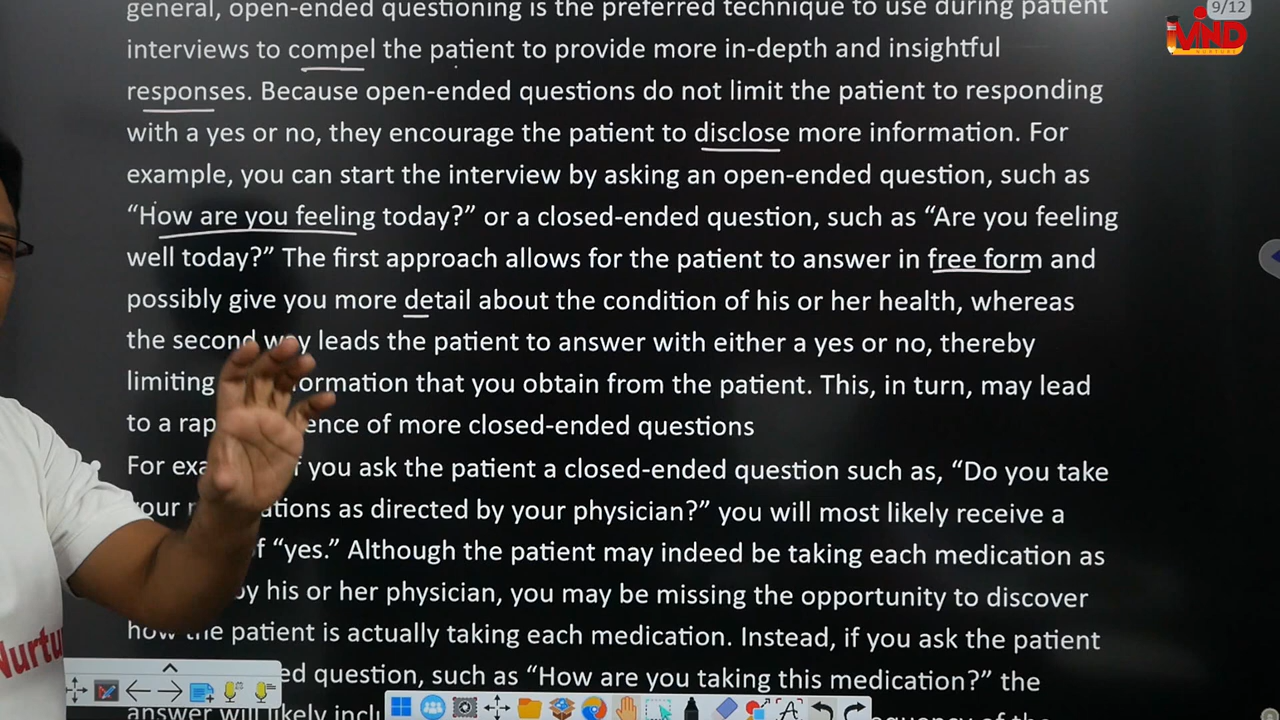 general, open-ended questioning is the preferred technique to use during patient
9/12
MIND
NURTURE
interviews to compel the patient to provide more in-depth and insightful
responses. Because open-ended questions do not limit the patient to responding
with a yes or no, they encourage the patient to disclose more information. For
example, you can start the interview by asking an open-ended question, such as
“How are you feeling today?” or a closed-ended question, such as “Are you feeling
well today?” The first approach allows for the patient to answer in free form and
possibly give you more detail about the condition of his or her health, whereas
the second way leads the patient to answer with either a yes or no, thereby
limiting ormation that you obtain from the patient. This, in turn, may lead
to a rap ence of more closed-ended questions
For exa f you ask the patient a closed-ended question such as, “Do you take
our ations as directed by your physician?” you will most likely receive a
f “yes.” Although the patient may indeed be taking each medication as
by his or her physician, you may be missing the opportunity to discover
how the patient is actually taking each medication. Instead, if you ask the patient
ed question, such as “How are you taking this medication?” the
answer will likely incl
Nurtu